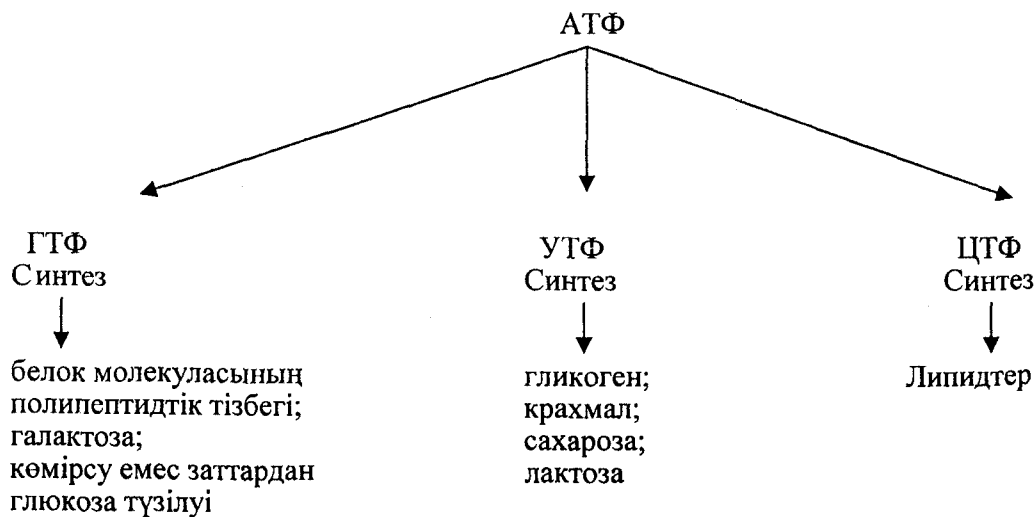 АТФ
ГТФ
Синтез
белок молекуласының
полипептидтік тізбегі;
галактоза;
көмірсу емес заттардан
глюкоза түзілуі
УТФ
Синтез
гликоген;
крахмал;
сахароза;
лактоза
ЦТФ
Синтез
Липидтер